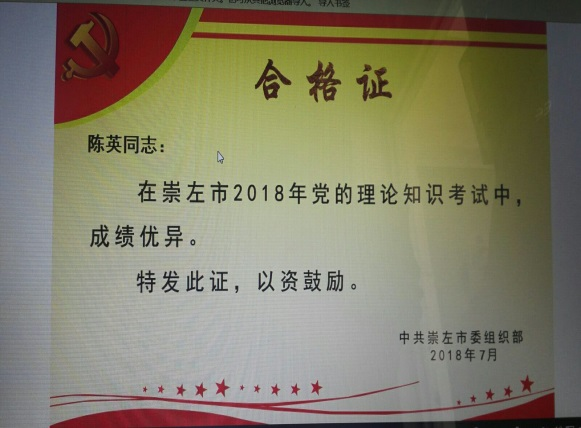 合格证
陈英同志：
在崇左市2018年党的理论知识考试中，
成绩优异。
特发此证，以资鼓励。
中共崇左市委组织部
2018年7月